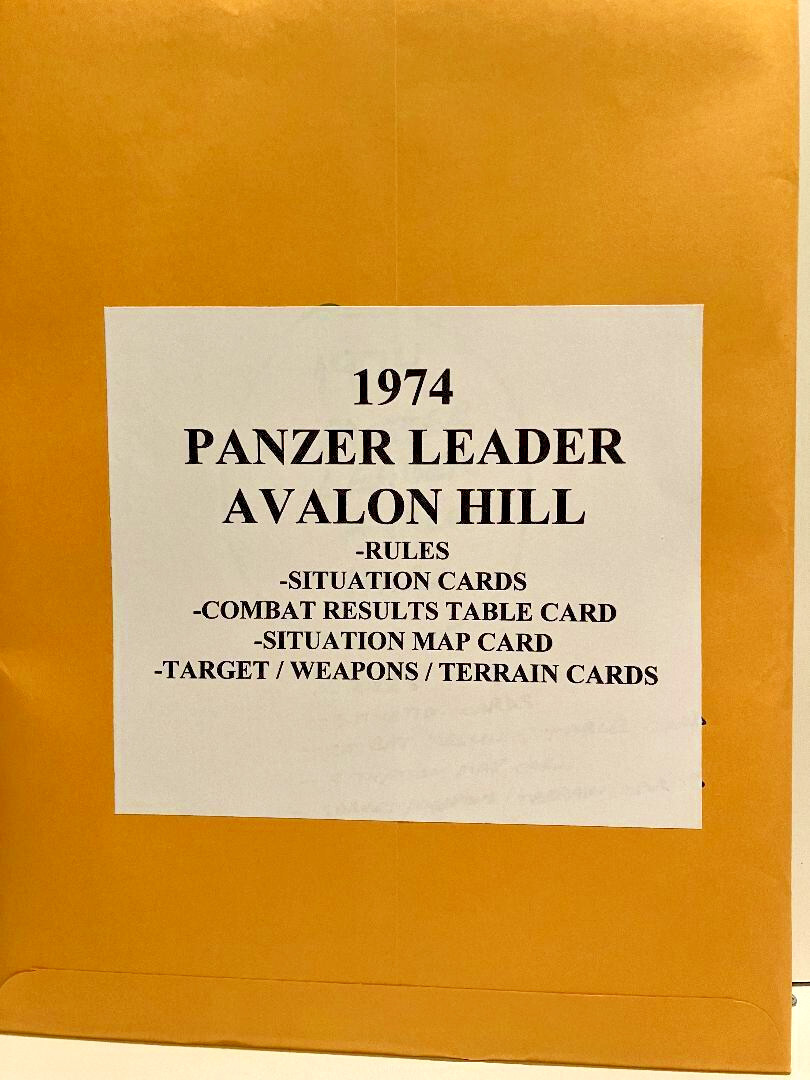 1974
PANZER LEADER
AVALON HILL
-RULES
-SITUATION CARDS
-COMBAT RESULTS TABLE CARD
-SITUATION MAP CARD
-TARGET / WEAPONS / TERRAIN CARDS